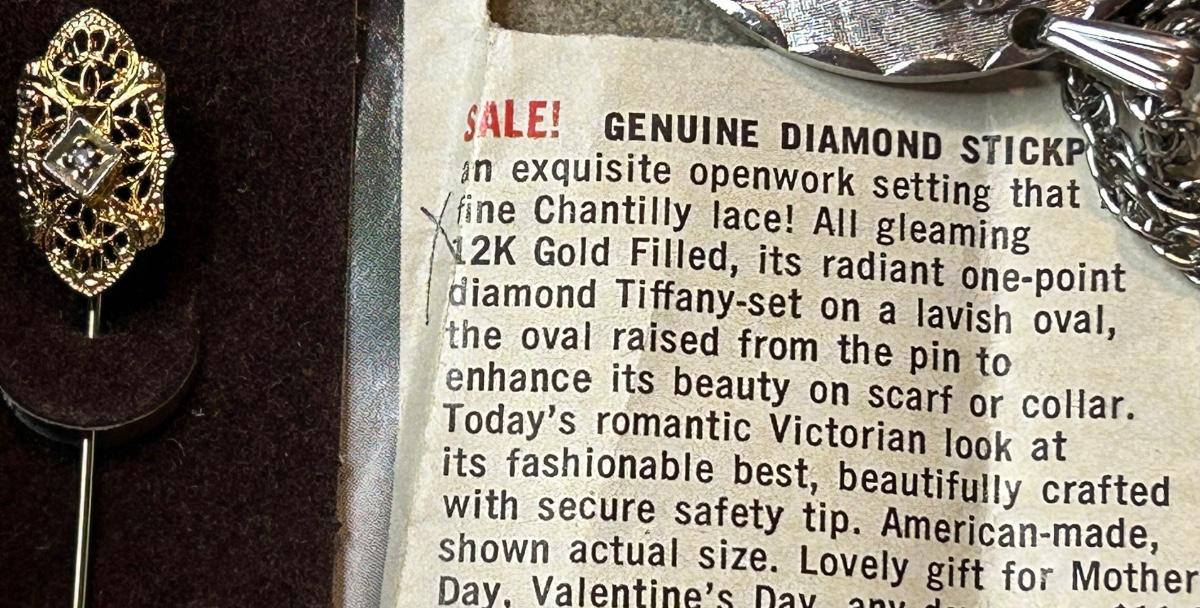 SALE! GENUINE DIAMOND STICKP
an exquisite openwork setting that
fine Chantilly lace! All gleaming
12K Gold Filled, its radiant one-point
diamond Tiffany-set on a lavish oval,
the oval raised from the pin to
enhance its beauty on scarf or collar.
Today's romantic Victorian look at
its fashionable best, beautifully crafted
with secure safety tip. American-made,
shown actual size. Lovely gift for Mother
Day, Valentine's Day, any